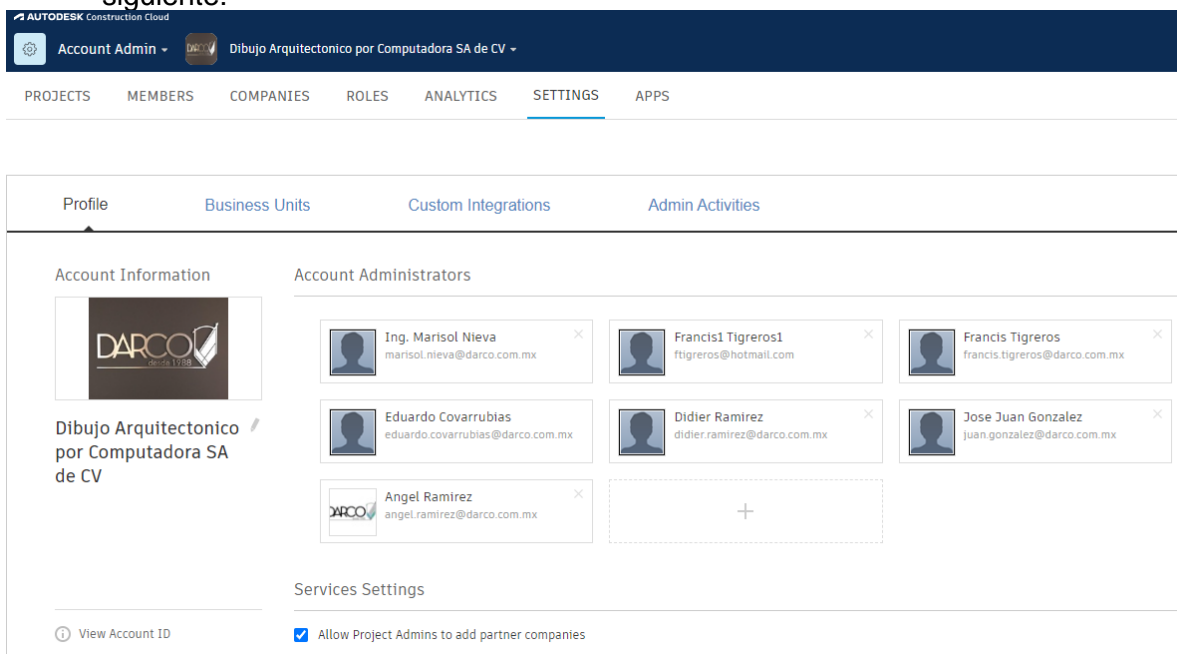 siguiente:
AUTODESK Construction Cloud
Account Admin
DARCO
Dibujo Arquitectonico por Computadora SA de CV
PROJECTS MEMBERS COMPANIES ROLES ANALYTICS SETTINGS APPS
Profile Business Units Custom Integrations Admin Activities
Account Information
DARCO
desde 1988
Dibujo Arquitectonico
por Computadora SA
de CV
View Account ID
Account Administrators
Ing. Marisol Nieva
marisol.nieva@darco.com.mx
Francis1 Tigreros1
ftigreros@hotmail.com
Francis Tigreros
francis.tigreros@darco.com.mx
Eduardo Covarrubias
eduardo.covarrubias@darco.com.mx
Didier Ramirez
didier.ramirez@darco.com.mx
Jose Juan Gonzalez
juan.gonzalez@darco.com.mx
DARCO
Angel Ramirez
angel.ramirez@darco.com.mx
+
Services Settings
Allow Project Admins to add partner companies